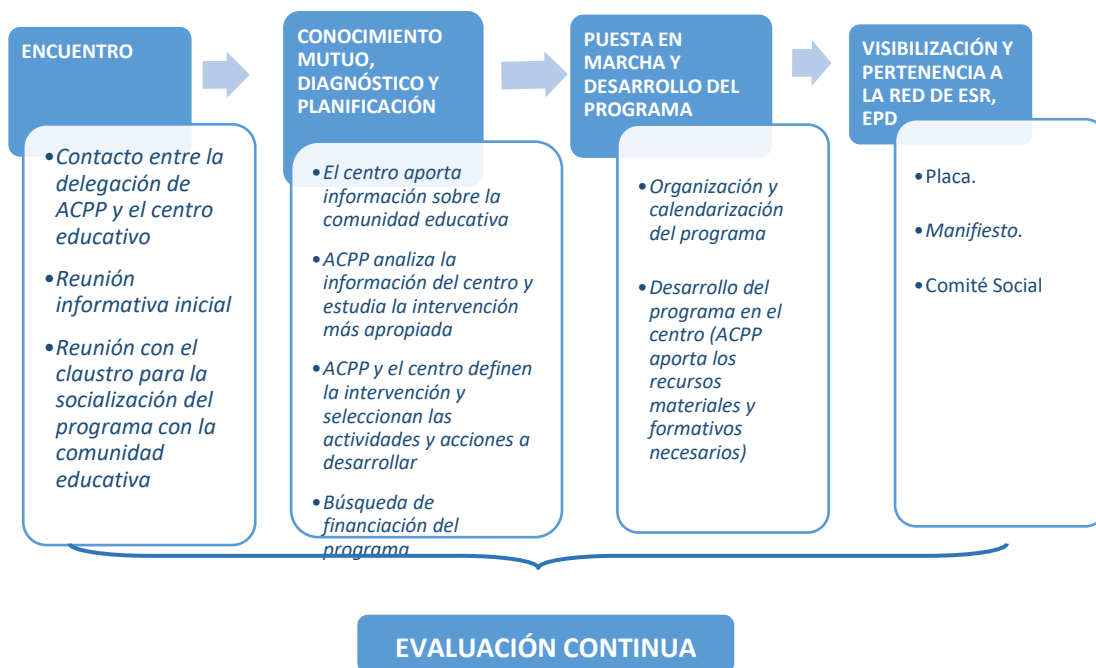 ENCUENTRO
•Contacto entre la
delegación de
ACPP y el centro
educativo
•Reunión
informativa inicial
•Reunión con el
claustro para la
socialización del
programa con la
comunidad
educativa
CONOCIMIENTO
MUTUO,
DIAGNÓSTICO Y
PLANIFICACIÓN
•El centro aporta
información sobre la
comunidad educativa
•ACPP analiza la
información del centro y
estudia la intervención
más apropiada
•ACPP y el centro definen
la intervención y
seleccionan las
actividades y acciones a
desarrollar
•Búsqueda de
financiación del
programa
PUESTA EN
MARCHA Y
DESARROLLO DEL
PROGRAMA
•Organización y
calendarización
del programa
•Desarrollo del
programa en el
centro (ACPP
aporta los
recursos
materiales y
formativos
necesarios)
VISIBILIZACIÓN Y
PERTENENCIA A
LA RED DE ESR,
EPD
•Placa.
•Manifiesto.
•Comité Social
EVALUACIÓN CONTINUA